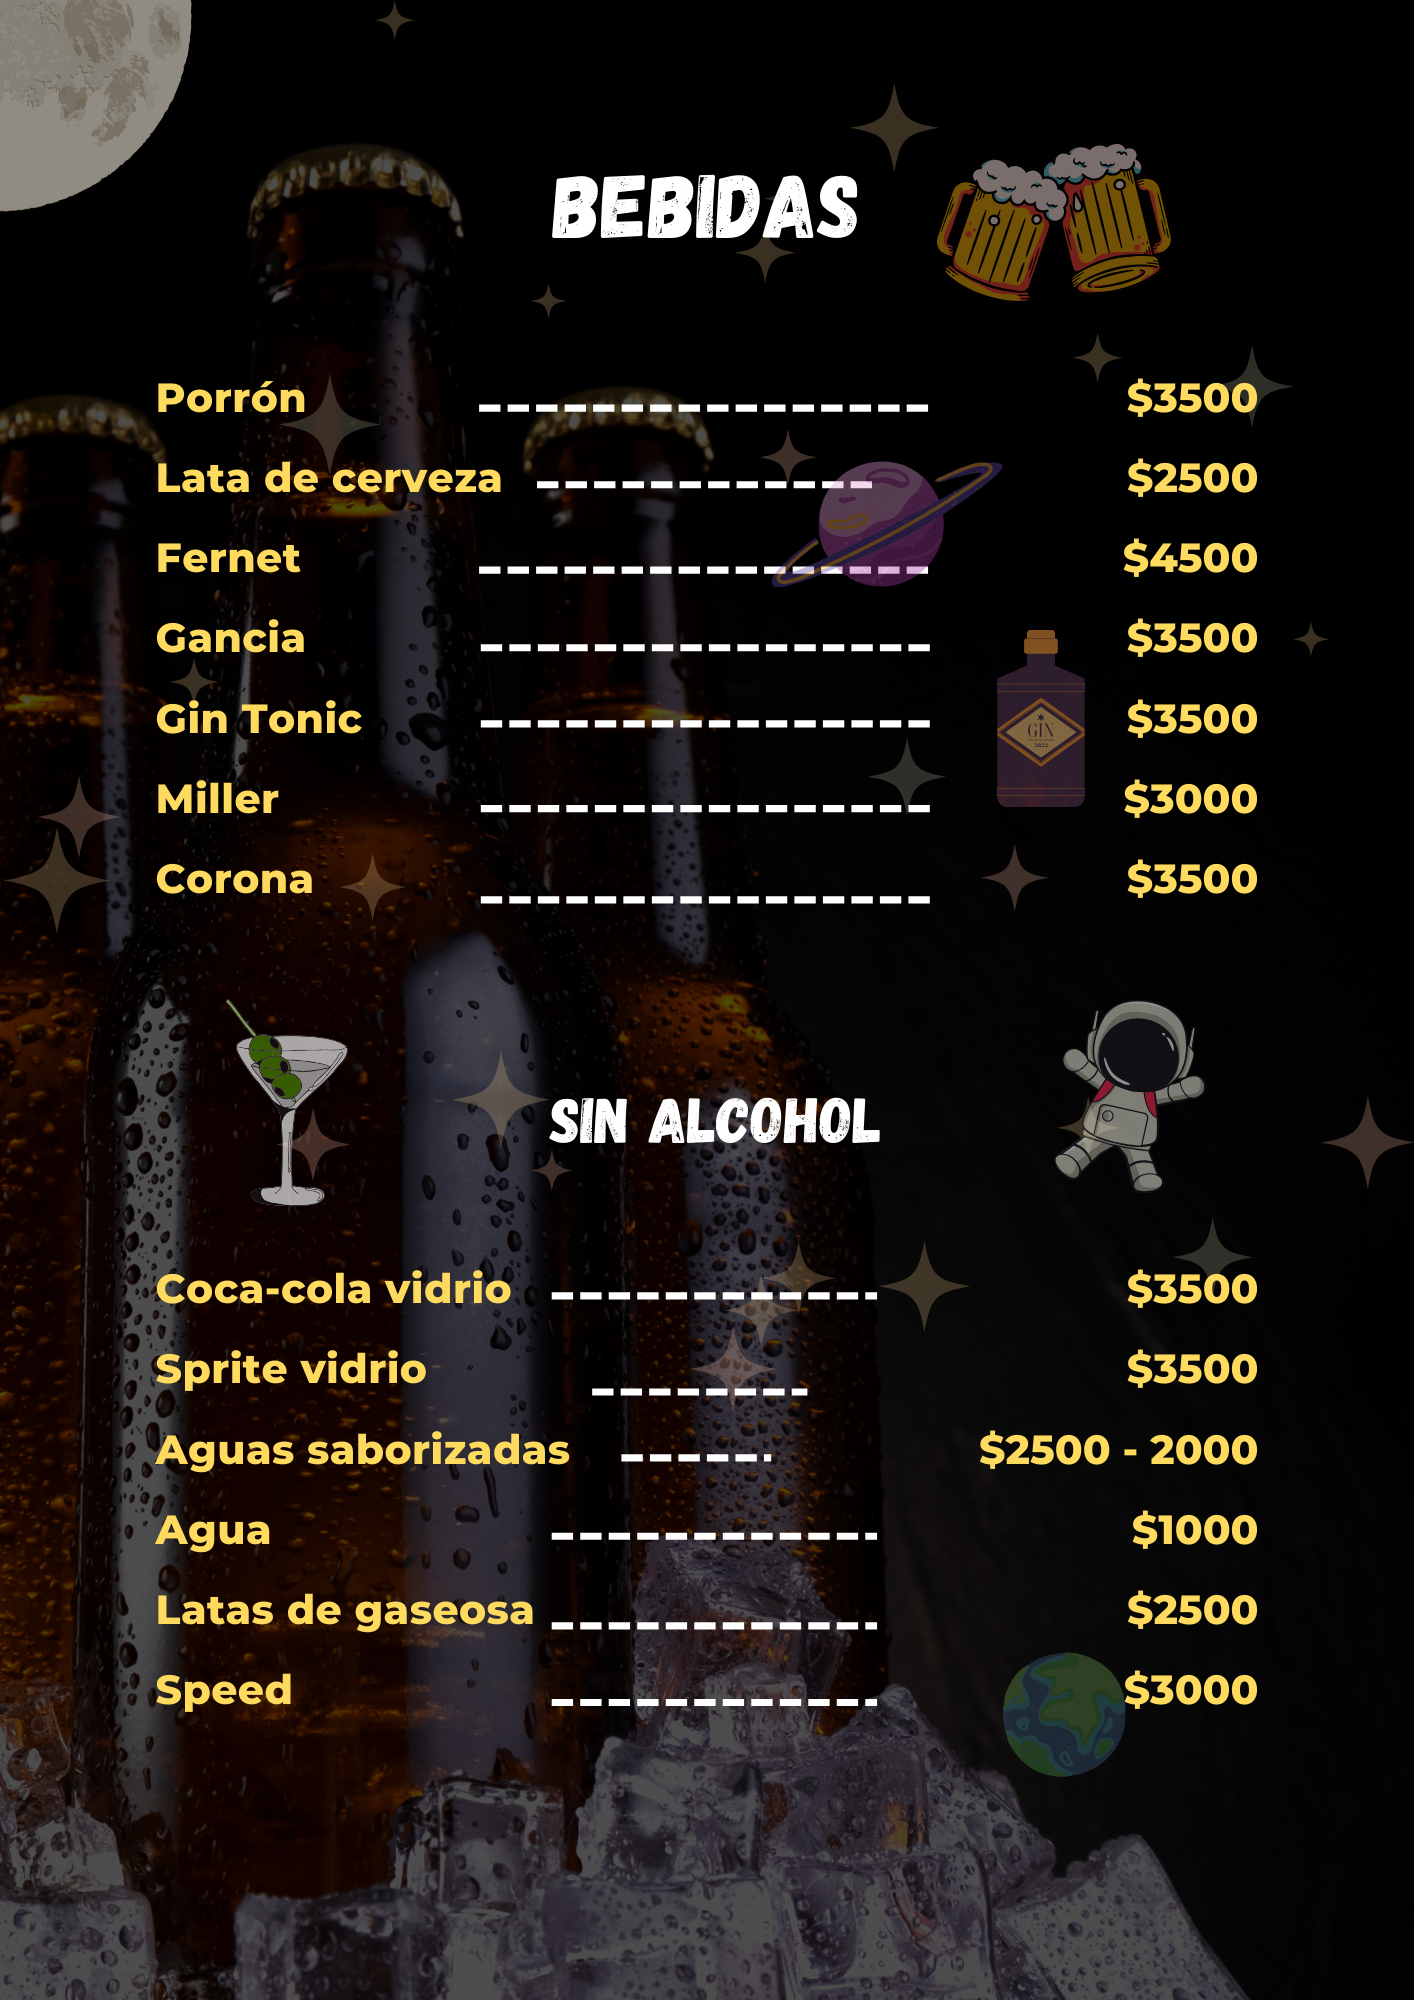 BEBIDAS
Porrón $3500
Lata de cerveza $2500
Fernet $4500
Gancia $3500
Gin Tonic $3500
GIN
2022
Miller $3000
Corona $3500
SIN ALCOHOL
Coca-cola vidrio $3500
Sprite vidrio $3500
Aguas saborizadas $2500 - 2000
Agua $1000
Latas de gaseosa $2500
Speed $3000